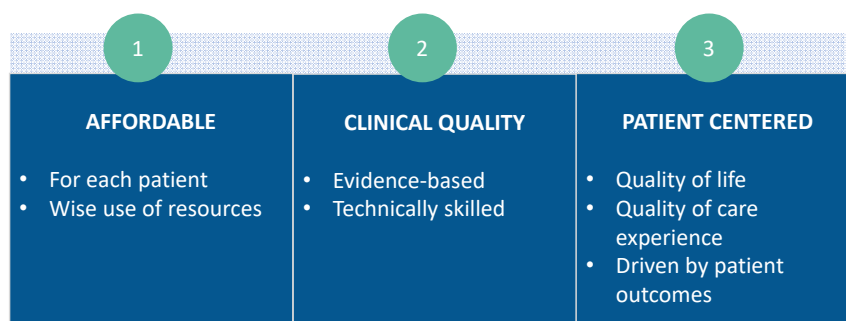 1
AFFORDABLE
• For each patient
• Wise use of resources
2
CLINICAL QUALITY
• Evidence-based
• Technically skilled
3
PATIENT CENTERED
• Quality of life
• Quality of care
experience
• Driven by patient
outcomes